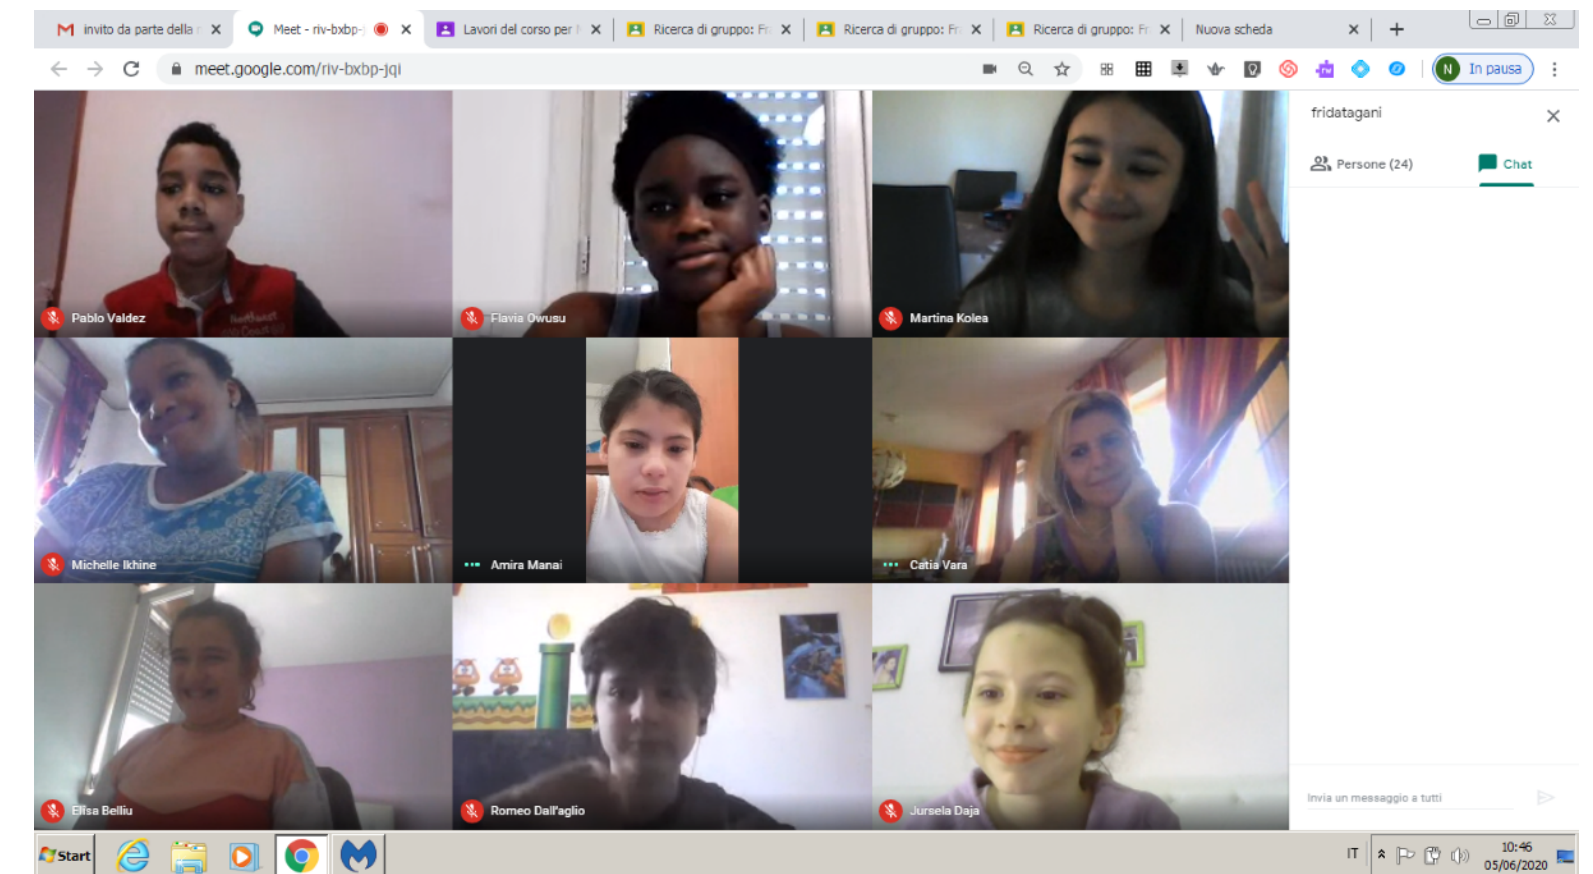 invito da parte della
Meet - riv-bxbp-j
Lavori del corso per
Ricerca di gruppo: Fr
Ricerca di gruppo: Fr
Ricerca di gruppo: Fr
Nuova scheda
meet.google.com/riv-bxbp-jqi
N In pausa
fridatagani
Persone (24)
Chat
Pablo Valdez
Flavia Owusu
Martina Kolea
Michelle Ikhine
Amira Manai
Catia Vara
Elisa Belliu
Romeo Dall'aglio
Jursela Daja
Invia un messaggio a tutti
Start
IT
10:46
05/06/2020